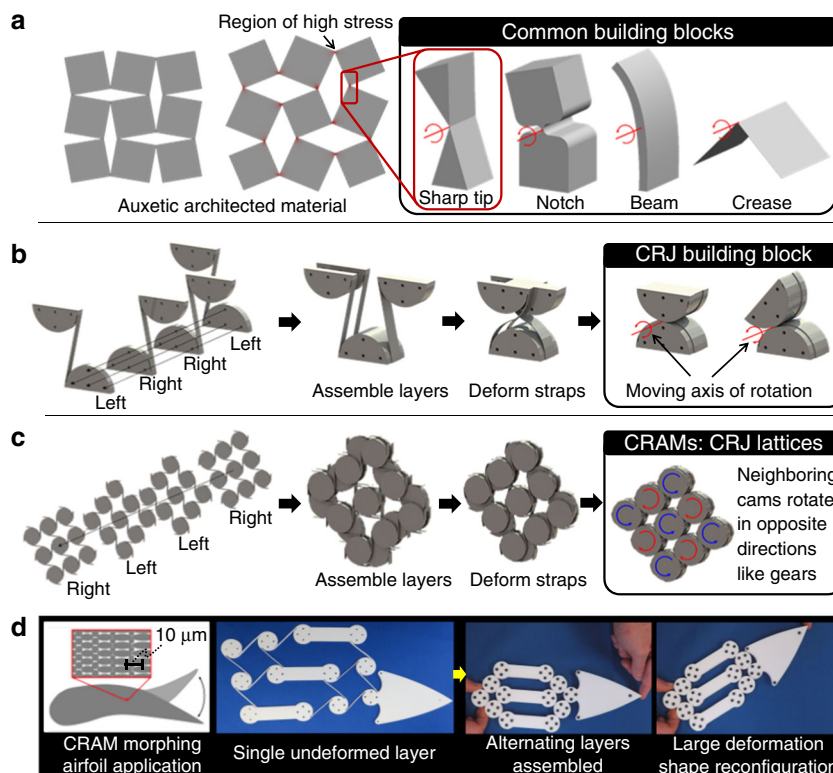 a
Region of high stress
Common building blocks
Auxetic architected material
Sharp tip
Notch
Beam
Crease
b
Left
Right
Right
Left
Assemble layers
Deform straps
CRJ building block
Moving axis of rotation
c
Right
Left
Left
Right
Assemble layers
Deform straps
CRAMs: CRJ lattices
Neighboring
cams rotate
in opposite
directions
like gears
d
10 μm
CRAM morphing
airfoil application
Single undeformed layer
Alternating layers
assembled
Large deformation
shape reconfiguration